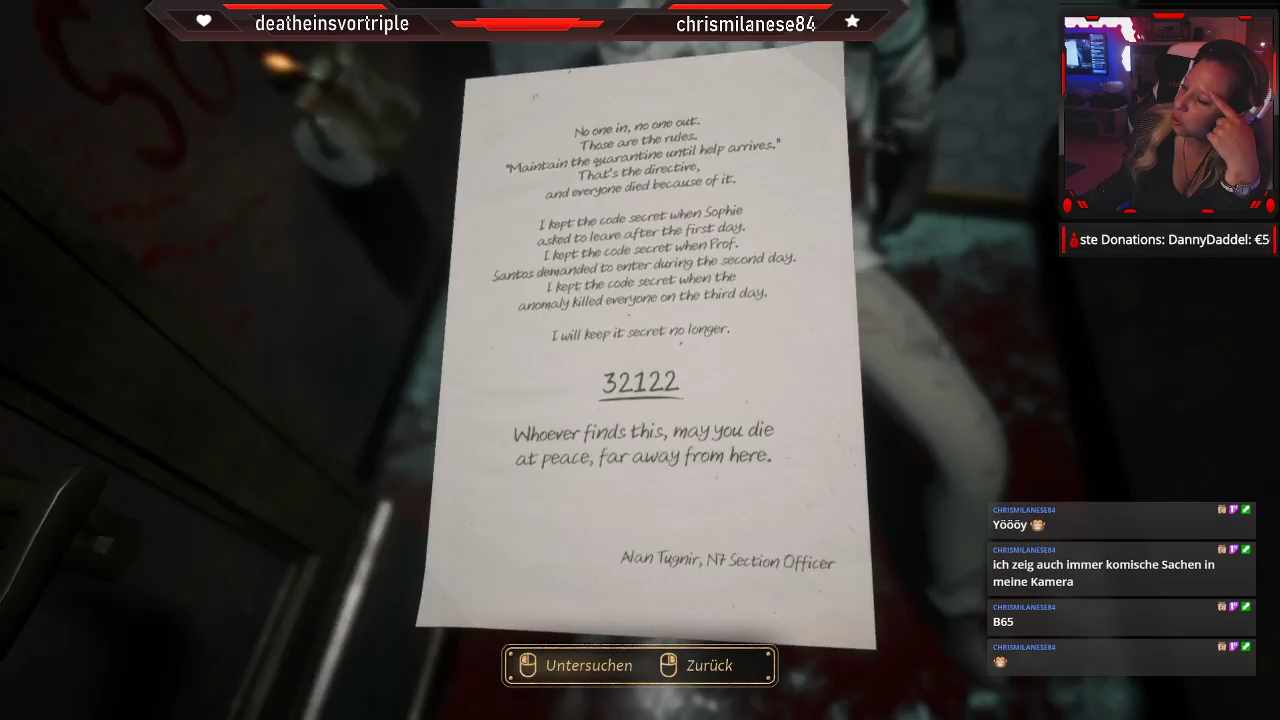 deatheinsvortriple
chrismilanese84
No one in, no one out.
Those are the rules.
"Maintain the quarantine until help arrives."
That's the directive,
and everyone died because of it.
I kept the code secret when Sophie
asked to leave after the first day.
I kept the code secret when Prof.
Santos demanded to enter during the second day.
I kept the code secret when the
anomaly killed everyone on the third day.
I will keep it secret no longer.
32122
Whoever finds this, may you die
at peace, far away from here.
Alan Tugnir, N7 Section Officer
Untersuchen
Zurück
ste Donations: DannyDaddel: €5
CHRISMILANESE84
Yöööy
CHRISMILANESE84
ich zeig auch immer komische Sachen in
meine Kamera
CHRISMILANESE84
B65
CHRISMILANESE84